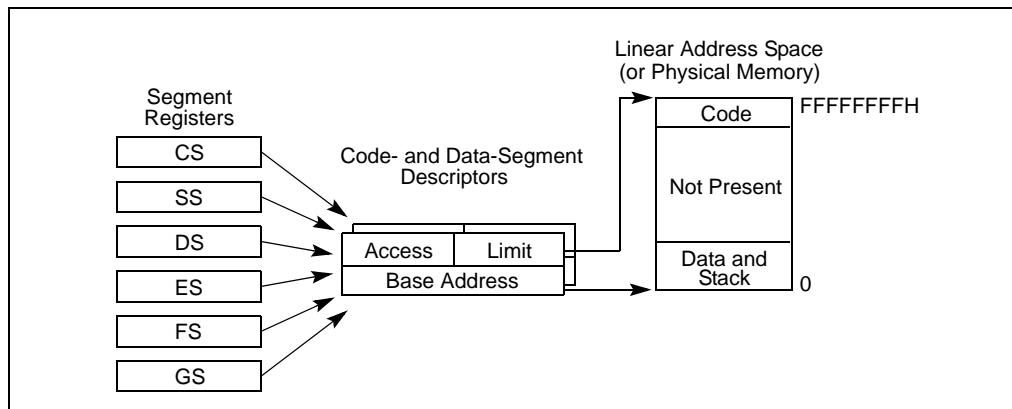 Linear Address Space
(or Physical Memory)
Segment
Registers
CS
SS
DS
ES
FS
GS
Code- and Data-Segment
Descriptors
Access
Limit
Base Address
Code
FFFFFFFFH
Not Present
Data and
Stack
0